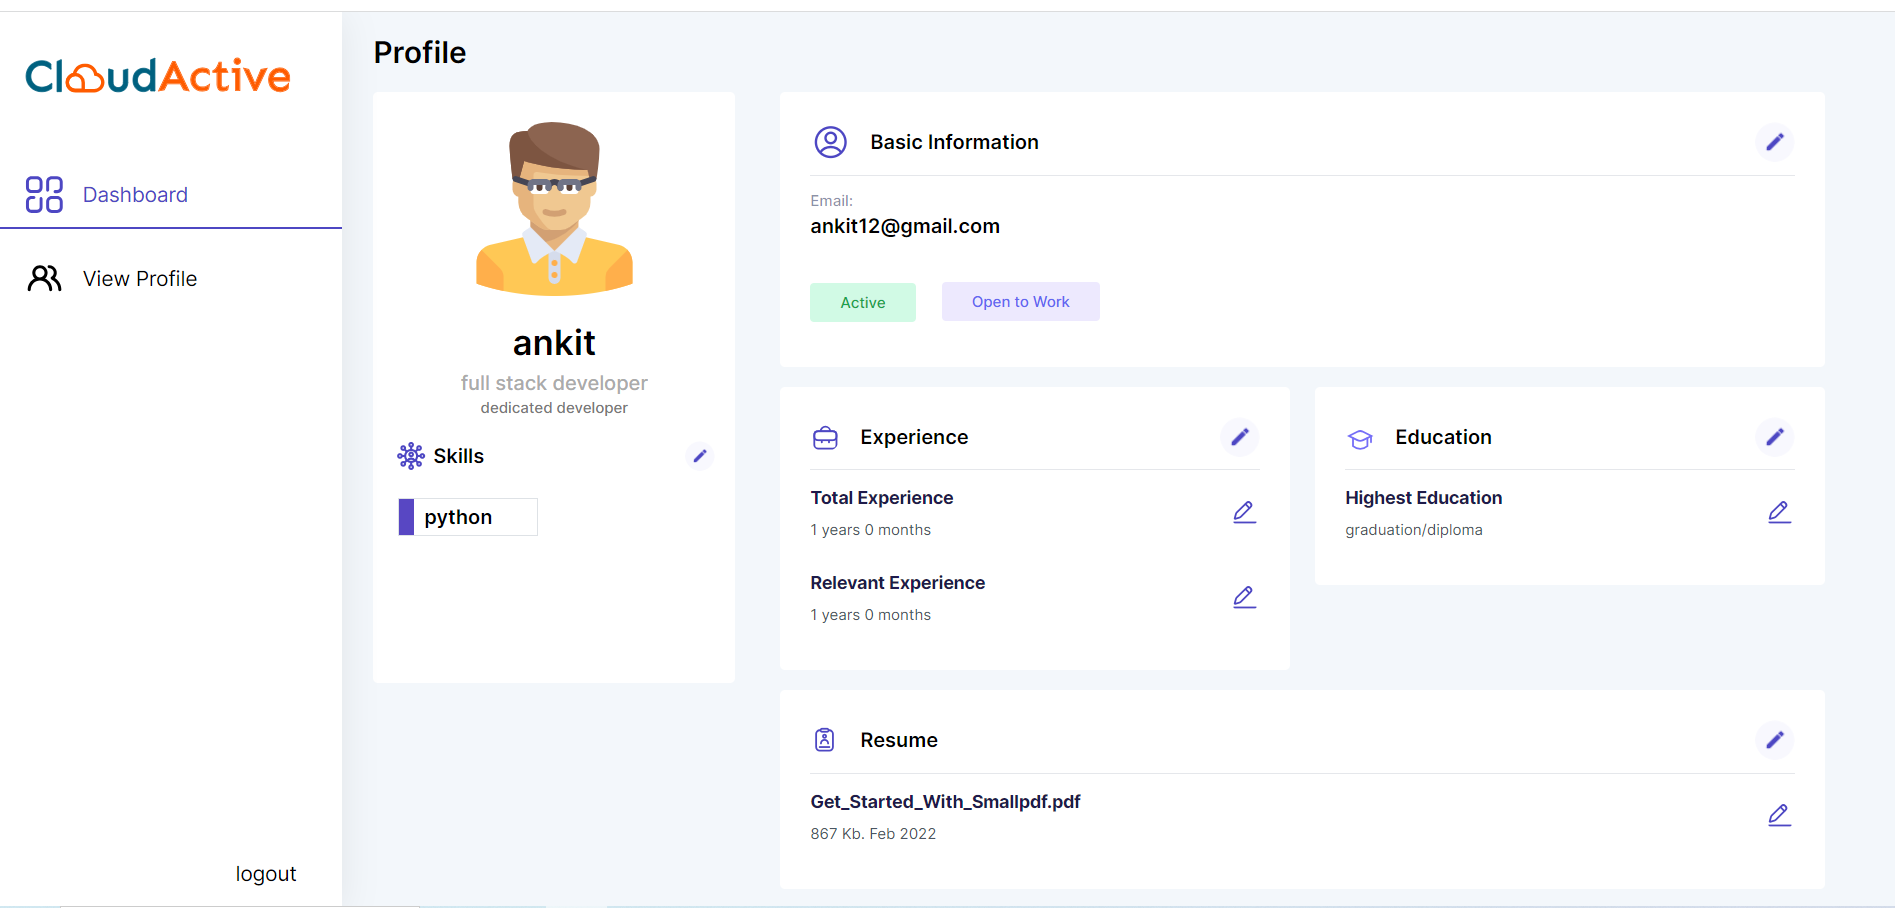 CloudActive
Dashboard
View Profile
logout
Profile
ankit
full stack developer
dedicated developer
Skills
python
Basic Information
Email:
ankit12@gmail.com
Active
Open to Work
Experience
Total Experience
1 years 0 months
Relevant Experience
1 years 0 months
Education
Highest Education
graduation/diploma
Resume
Get_Started_With_Smallpdf.pdf
867 Kb. Feb 2022